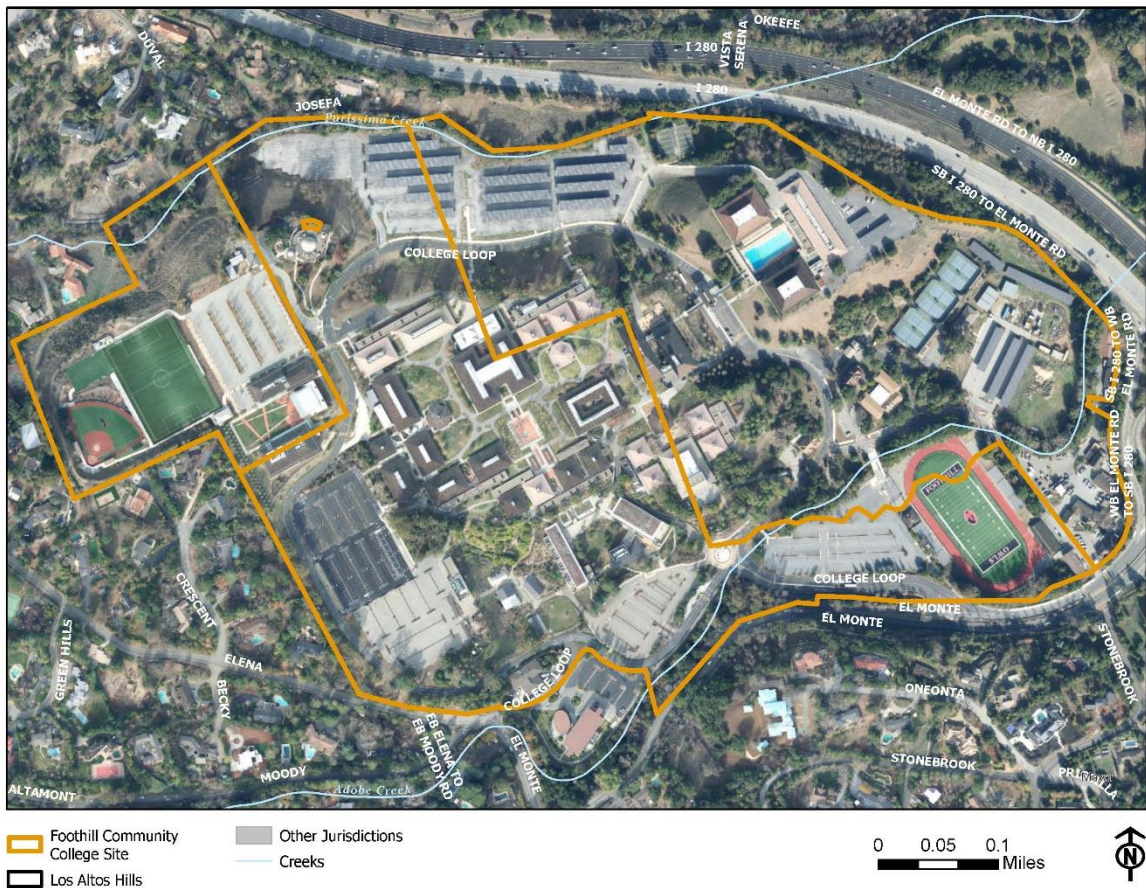 OKEEFE
DUVAL
VISTA
SERENA
I 280
I 280
EL MONTE RD TO NB I 280
JOSEFA
Purissima Creek
SB I 280 TO EL MONTE RD
COLLEGE LOOP
SB I 280 TO WB
EL MONTE RD
WB EL MONTE RD
TO SB I 280
FOOTHILL
OWLS
COLLEGE LOOP
EL MONTE
EL MONTE
CRESCENT
GREEN HILLS
ELENA
BECKY
STONEBROOK
ONEONTA
COLLEGE LOOP
EB ELENA TO
EB MOODY RD
EL MONTE
STONEBROOK
MOODY
ALTAMONT
Adobe Creek
Foothill Community
College Site
Los Altos Hills
Other Jurisdictions
Creeks
0 0.05 0.1
Miles
N